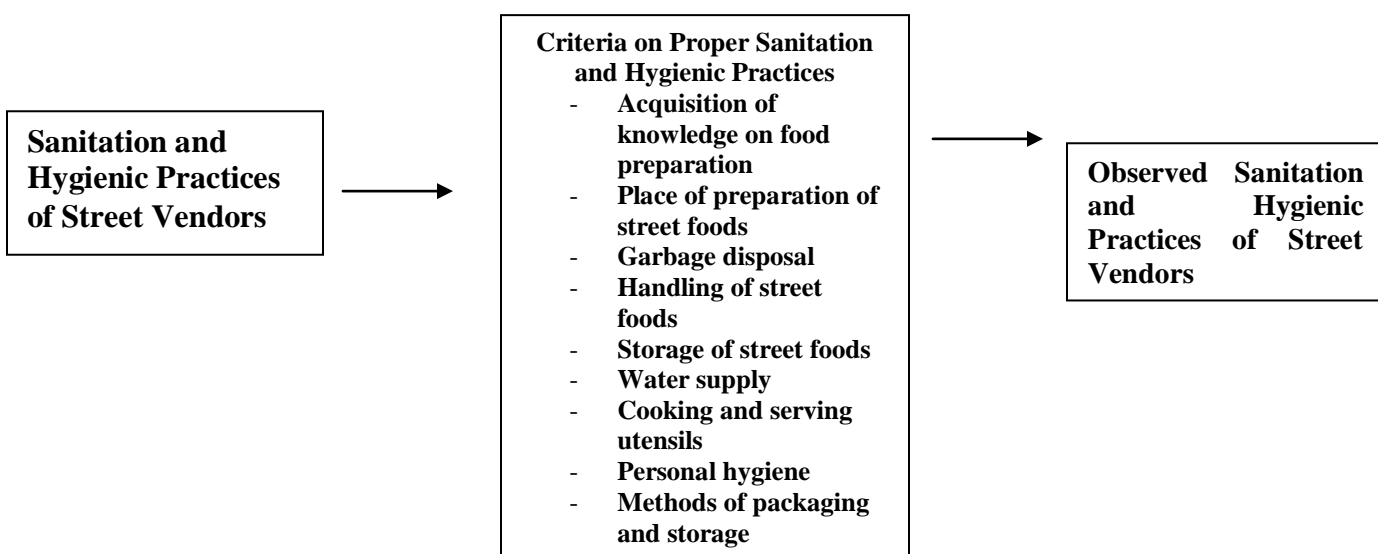 Sanitation and
Hygienic Practices
of Street Vendors
Criteria on Proper Sanitation
and Hygienic Practices
- Acquisition of
knowledge on food
preparation
- Place of preparation of
street foods
- Garbage disposal
- Handling of street
foods
- Storage of street foods
- Water supply
- Cooking and serving
utensils
- Personal hygiene
- Methods of packaging
and storage
Observed Sanitation
and Hygienic
Practices of Street
Vendors